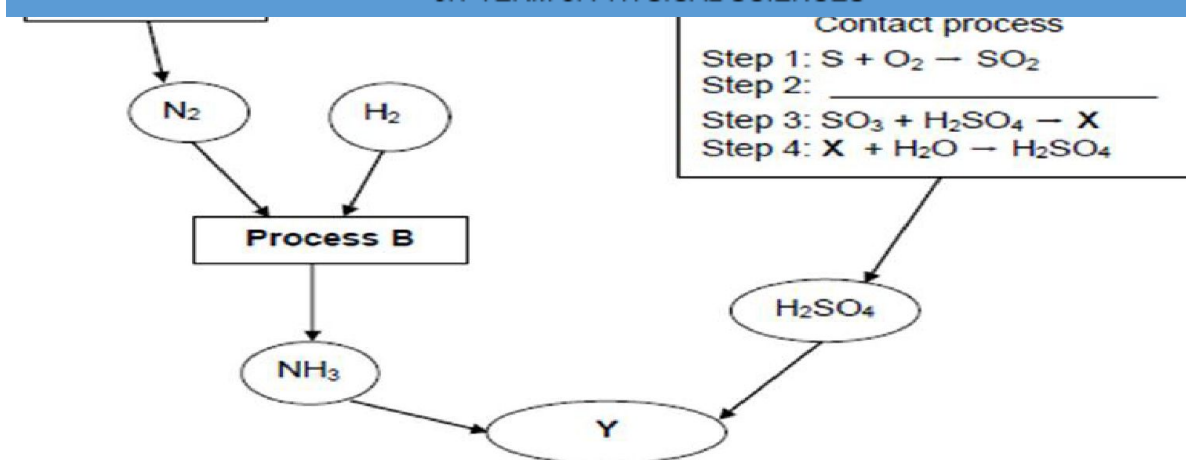 Contact process
Step 1: S + O₂ → SO₂
Step 2: ____________________
Step 3: SO₃ + H₂SO₄ → X
Step 4: X + H₂O → H₂SO₄
N₂
H₂
Process B
H₂SO₄
NH₃
Y